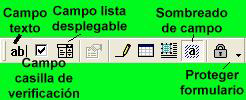 Campo texto
Campo lista desplegable
Sombreado de campo
ab|
Campo casilla de verificación
a
Proteger formulario